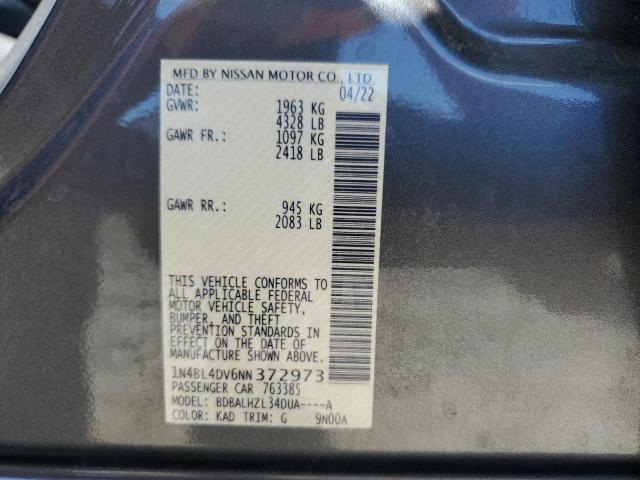 MFD BY NISSAN MOTOR CO., LTD.
DATE: 04/22
GVWR: 1963 KG
4328 LB
GAWR FR.: 1097 KG
2418 LB
GAWR RR.: 945 KG
2083 LB
THIS VEHICLE CONFORMS TO
ALL APPLICABLE FEDERAL
MOTOR VEHICLE SAFETY,
BUMPER, AND THEFT
PREVENTION STANDARDS IN
EFFECT ON THE DATE OF
MANUFACTURE SHOWN ABOVE.
1N4BL4DV6NN372973
PASSENGER CAR 763385
MODEL: BDBALHZL34DUA----A
COLOR: KAD TRIM: G 9N00A